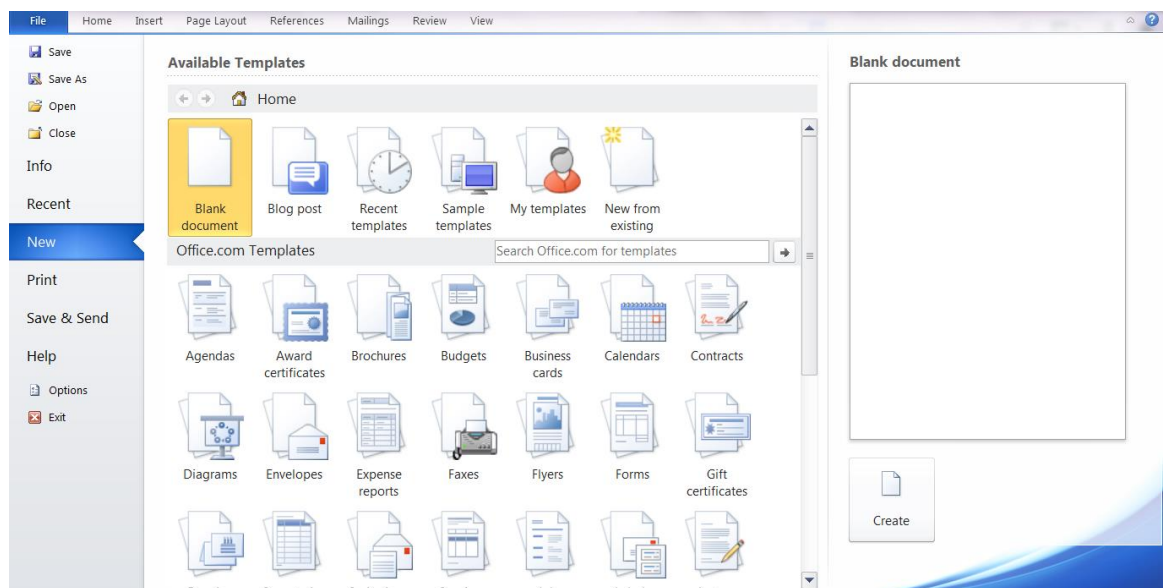 File Home Insert Page Layout References Mailings Review View
Save
Save As
Open
Close
Info
Recent
New
Print
Save & Send
Help
Options
Exit
Available Templates
Home
Blank document
Blog post
Recent templates
Sample templates
My templates
New from existing
Office.com Templates
Search Office.com for templates
Agendas
Award certificates
Brochures
Budgets
Business cards
Calendars
Contracts
Diagrams
Envelopes
Expense reports
Faxes
Flyers
Forms
Gift certificates
Blank document
Create